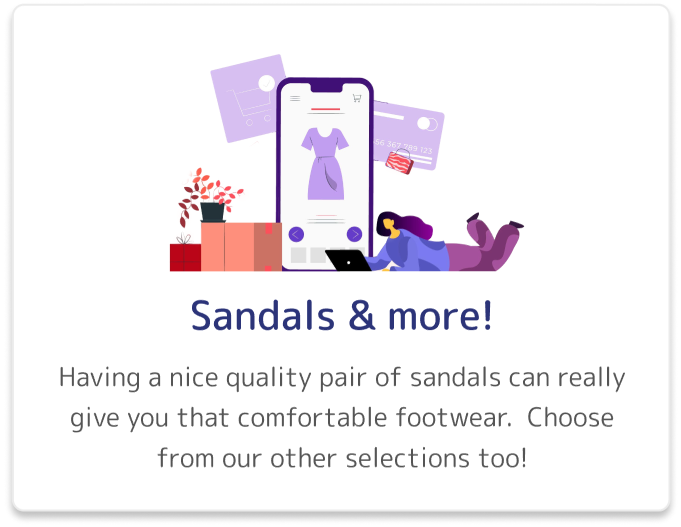 Sandals & more!
Having a nice quality pair of sandals can really
give you that comfortable footwear.  Choose
from our other selections too!